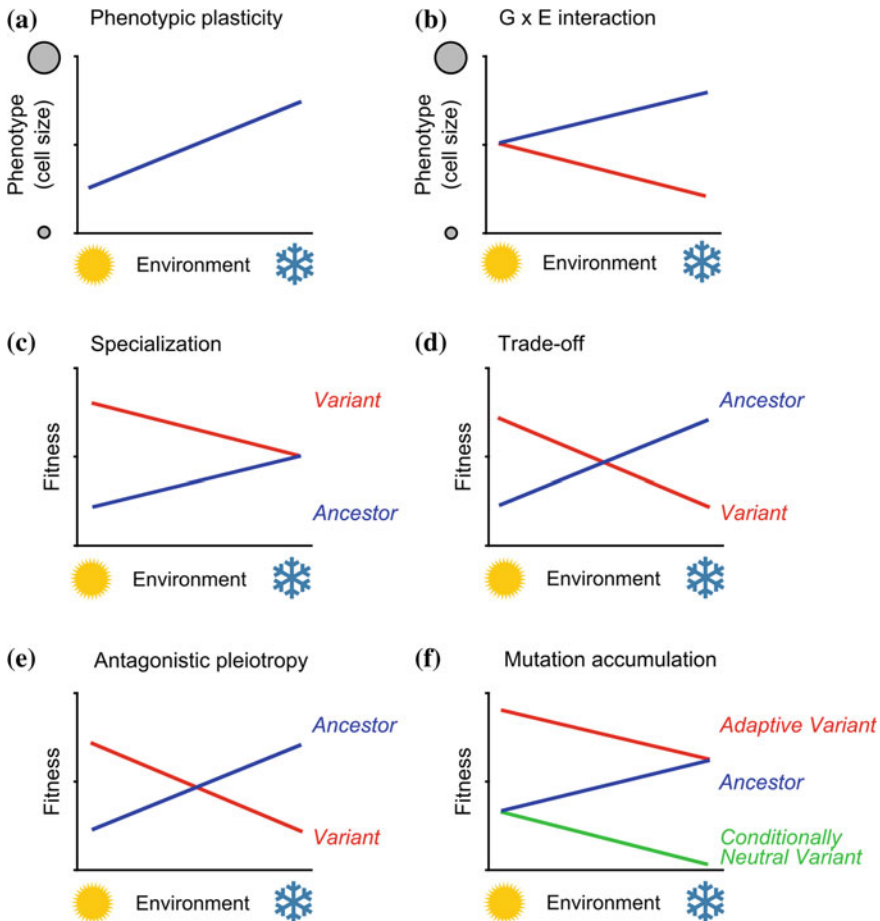 (a) Phenotypic plasticity
Phenotype
(cell size)
Environment
(b) G x E interaction
Phenotype
(cell size)
Environment
(c) Specialization
Fitness
Variant
Ancestor
Environment
(d) Trade-off
Fitness
Ancestor
Variant
Environment
(e) Antagonistic pleiotropy
Fitness
Ancestor
Variant
Environment
(f) Mutation accumulation
Fitness
Adaptive Variant
Ancestor
Conditionally
Neutral Variant
Environment